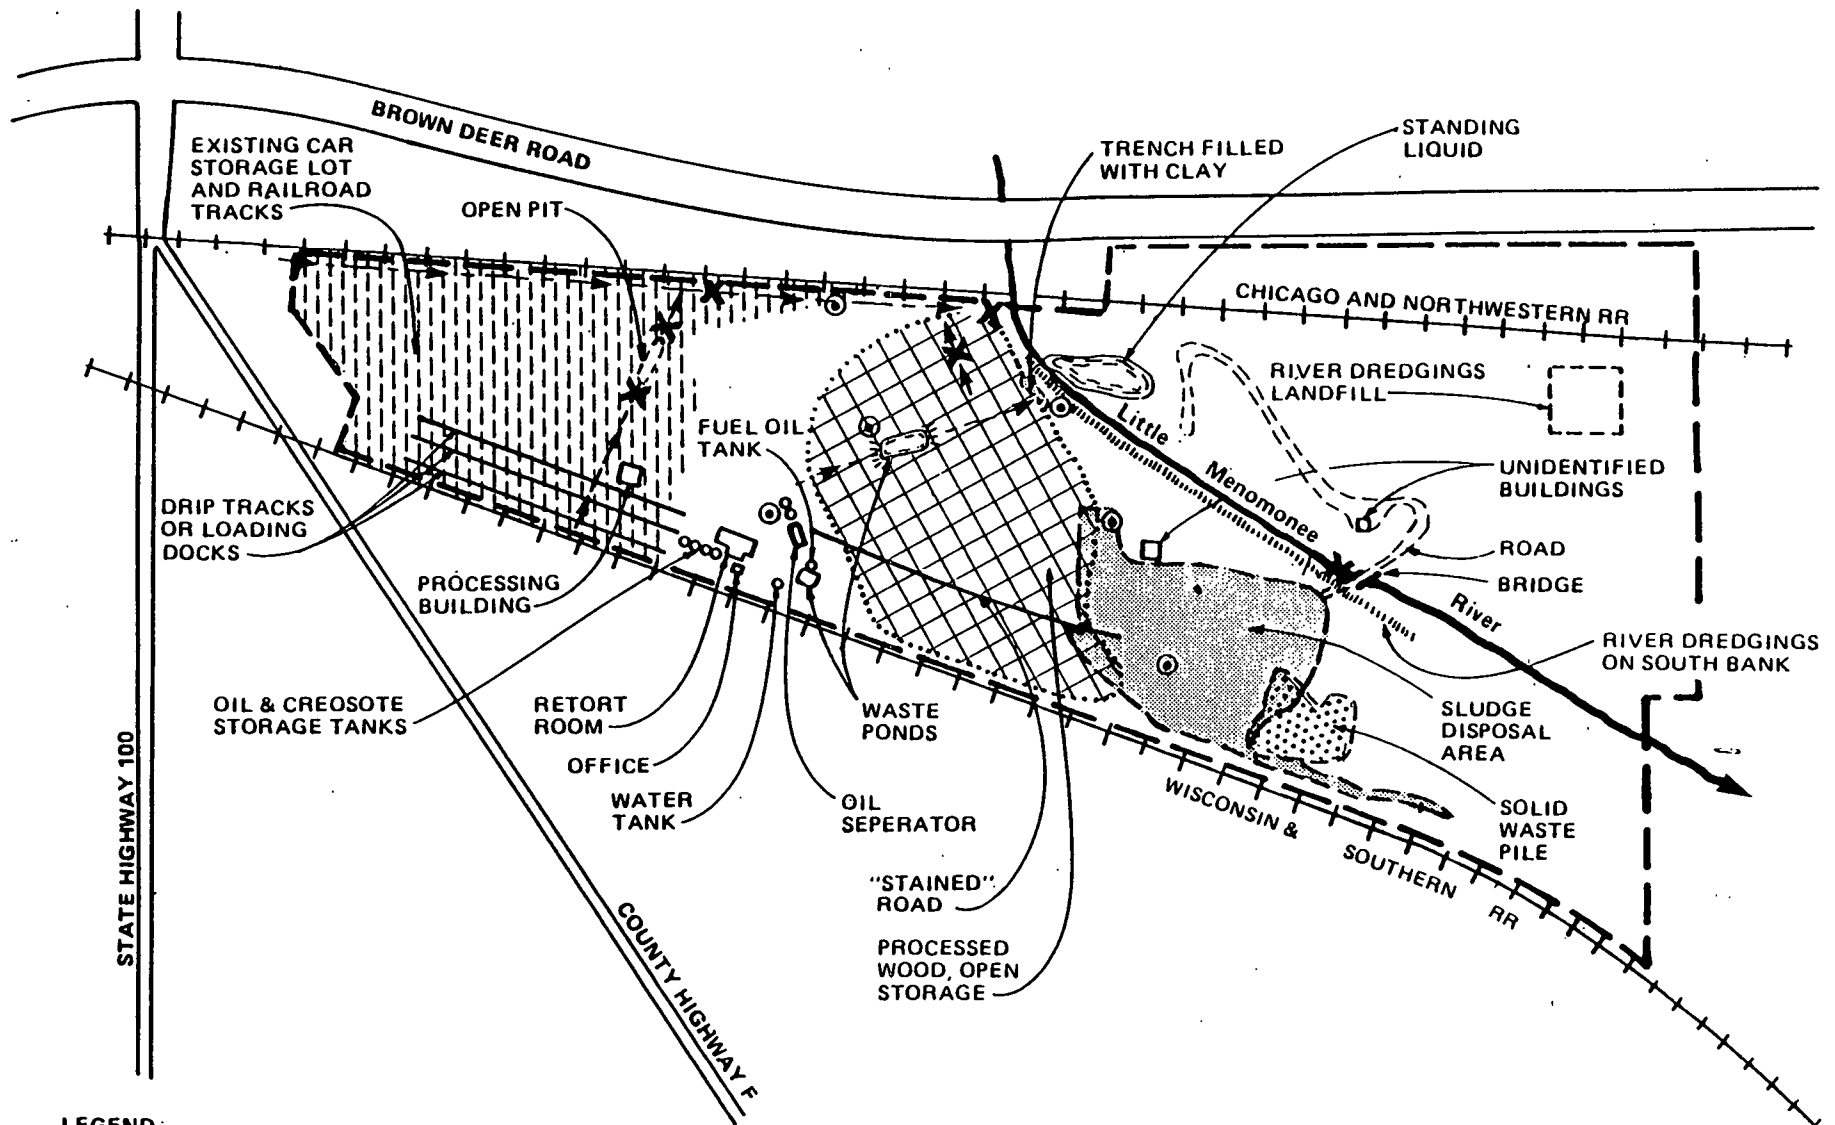 BROWN DEER ROAD
EXISTING CAR
STORAGE LOT
AND RAILROAD
TRACKS
OPEN PIT
TRENCH FILLED
WITH CLAY
STANDING
LIQUID
CHICAGO AND NORTHWESTERN RR
RIVER DREDGINGS
LANDFILL
FUEL OIL
TANK
Little
Menomonee
River
UNIDENTIFIED
BUILDINGS
DRIP TRACKS
OR LOADING
DOCKS
ROAD
BRIDGE
PROCESSING
BUILDING
RIVER DREDGINGS
ON SOUTH BANK
OIL & CREOSOTE
STORAGE TANKS
RETORT
ROOM
WASTE
PONDS
SLUDGE
DISPOSAL
AREA
OFFICE
WATER
TANK
OIL
SEPERATOR
SOLID
WASTE
PILE
WISCONSIN &
SOUTHERN
RR
"STAINED"
ROAD
PROCESSED
WOOD, OPEN
STORAGE
STATE HIGHWAY 100
COUNTY HIGHWAY F
LEGEND